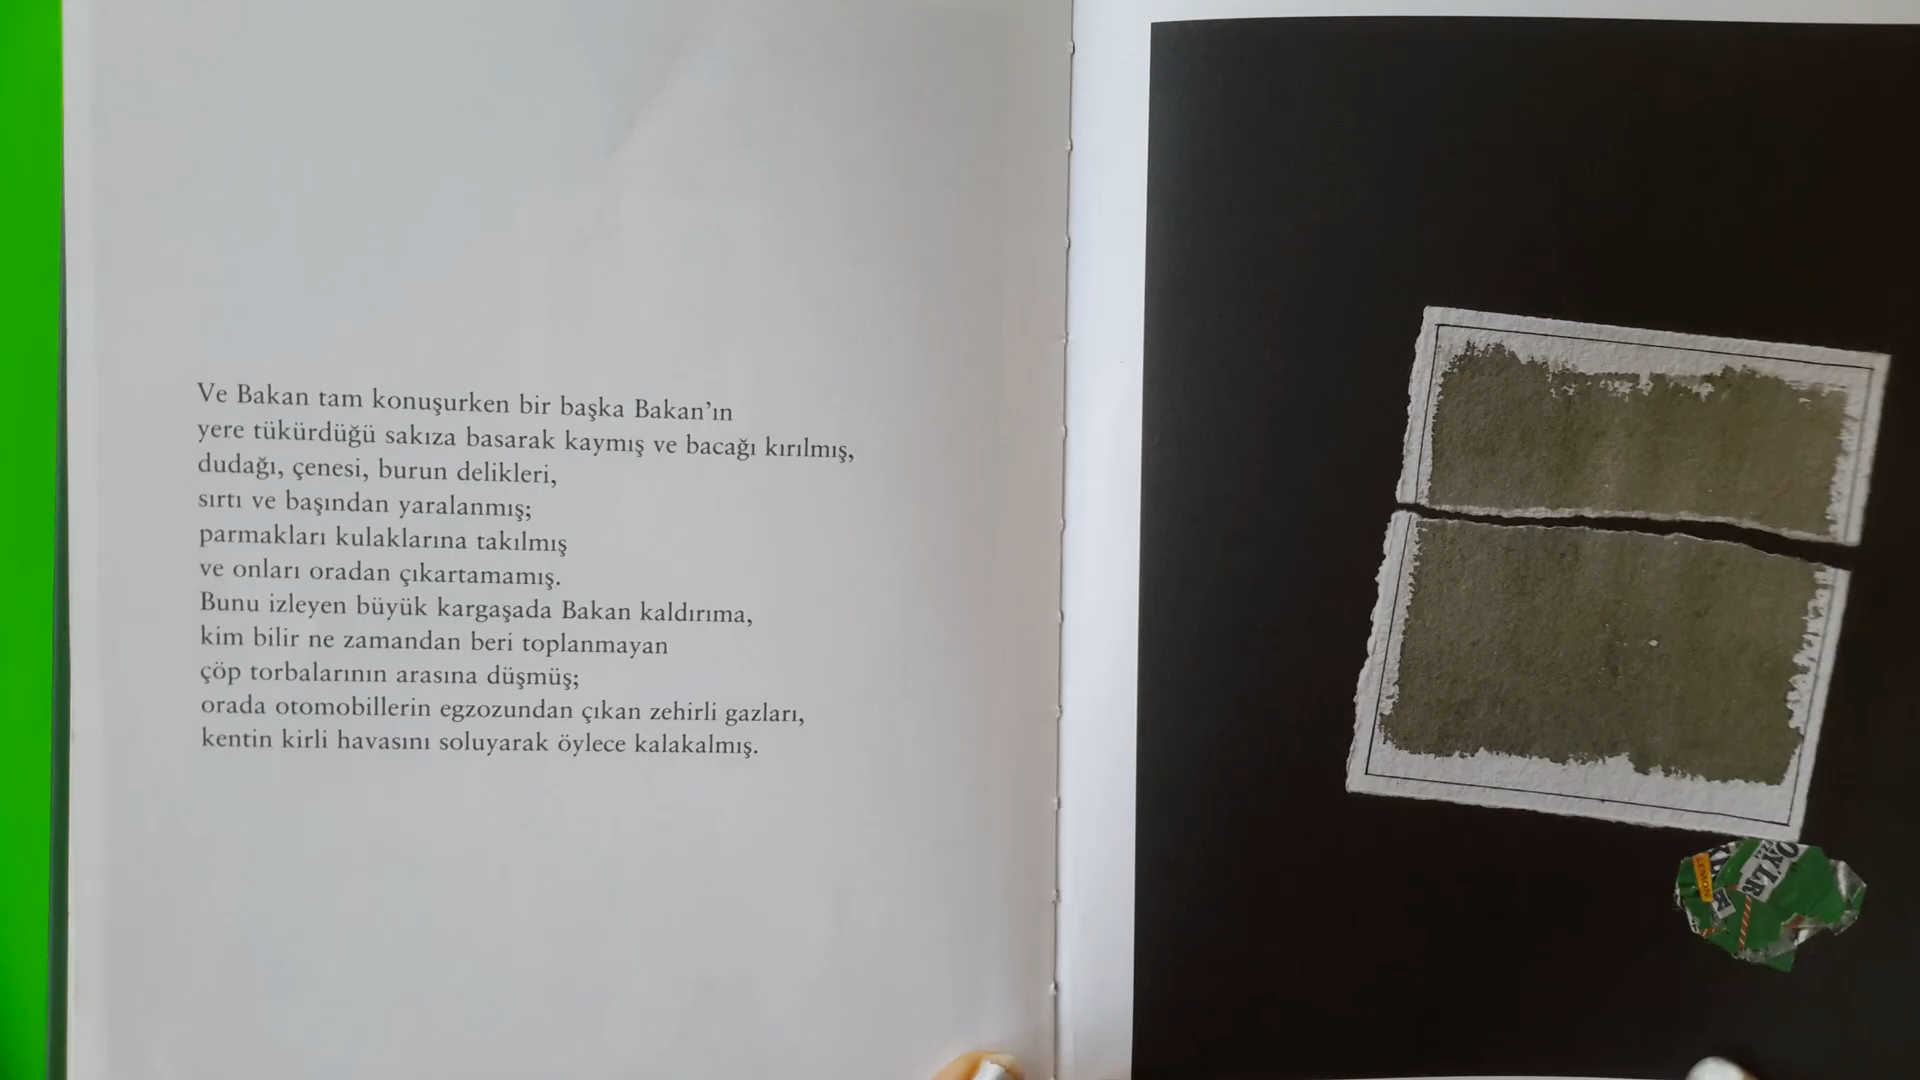 Ve Bakan tam konuşurken bir başka Bakan’ın
yere tükürdüğü sakıza basarak kaymış ve bacağı kırılmış,
dudağı, çenesi, burun delikleri,
sırtı ve başından yaralanmış;
parmakları kulaklarına takılmış
ve onları oradan çıkartamamış.
Bunu izleyen büyük kargaşada Bakan kaldırıma,
kim bilir ne zamandan beri toplanmayan
çöp torbalarının arasına düşmüş;
orada otomobillerin egzozundan çıkan zehirli gazları,
kentin kirli havasını soluyarak öylece kalakalmış.